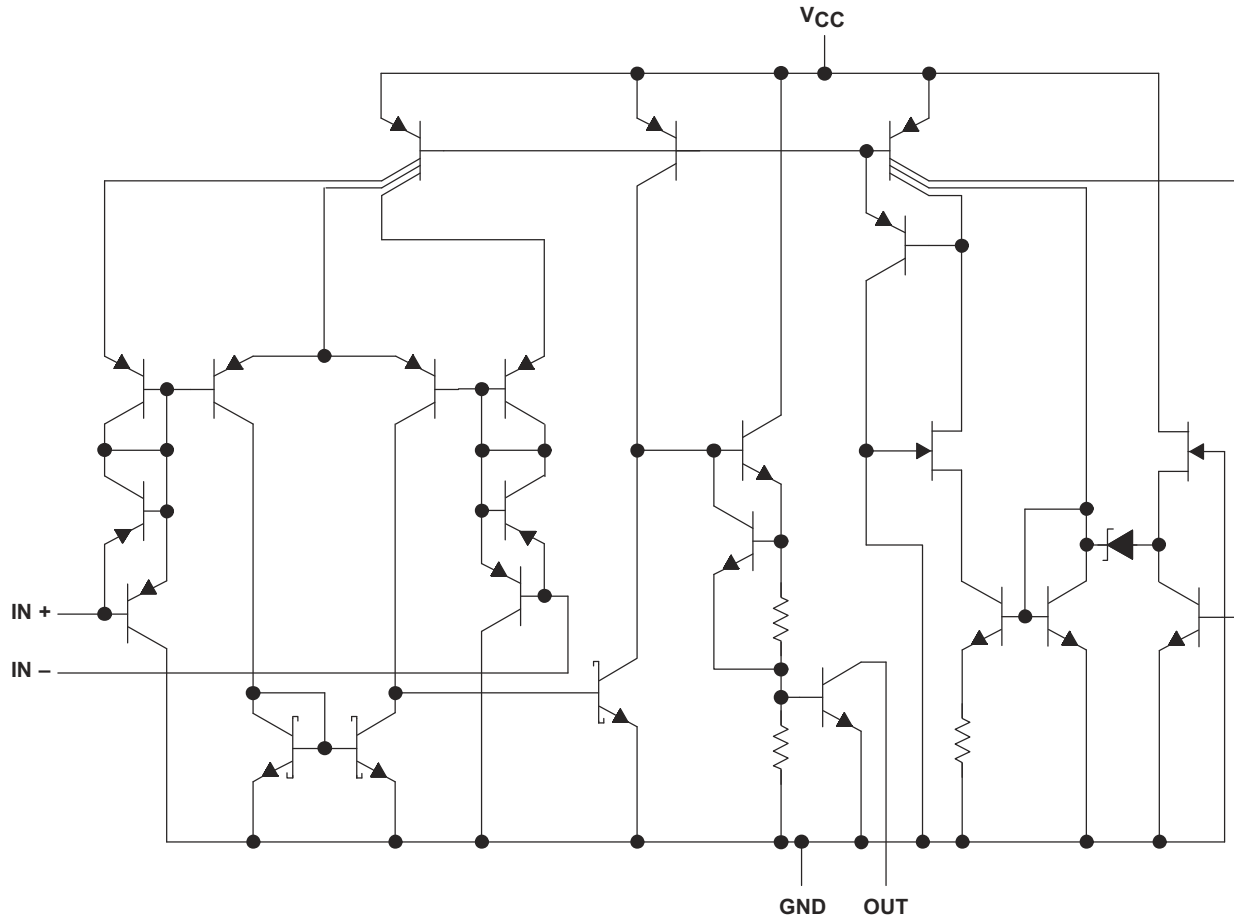 VCC
IN +
IN –
GND
OUT